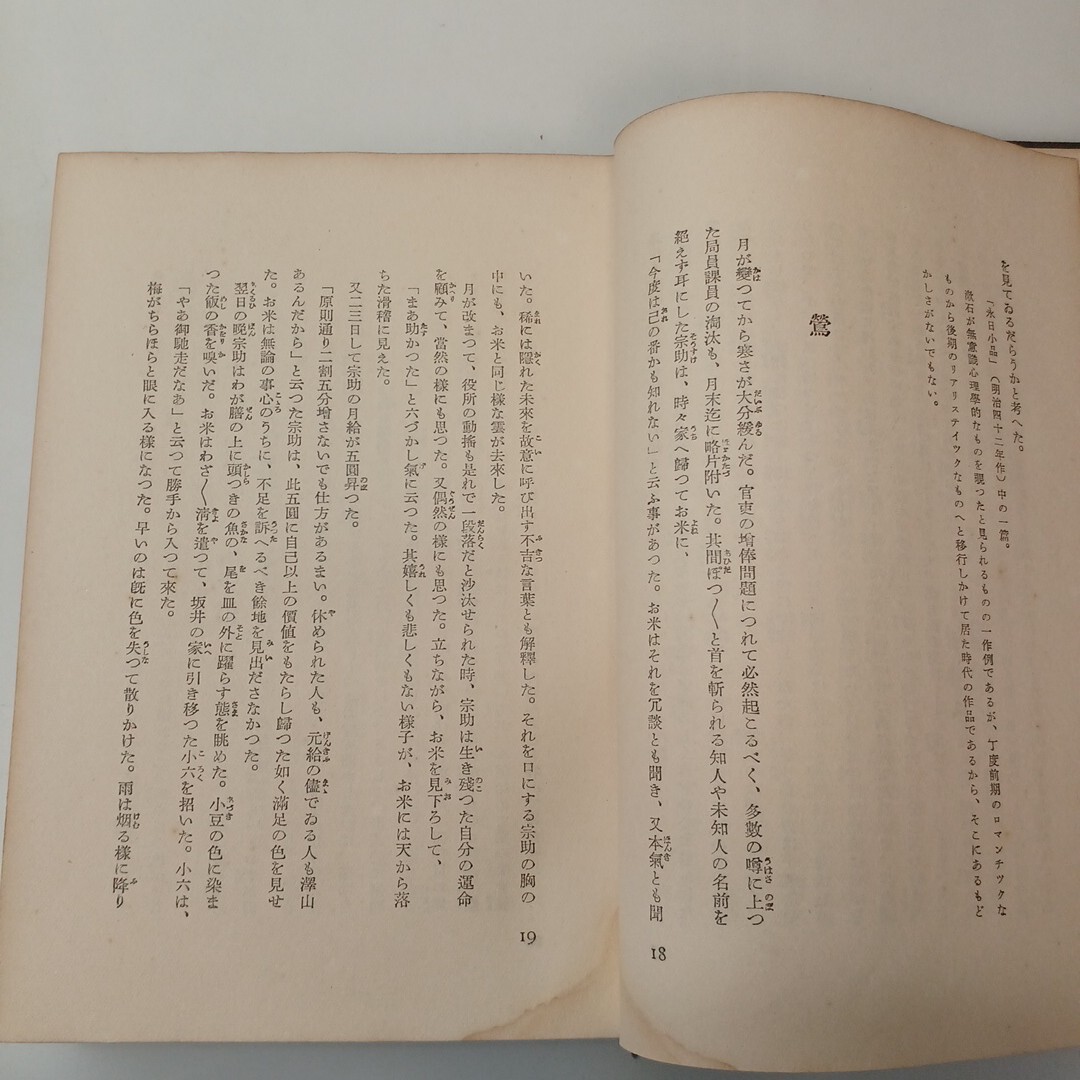 を見てゐるだらうかと考へた。
「永日小品」(明治四十二年作)中の一篇。
漱石が無意識心理學的なものを覗つたと見られるものの一作例であるが、丁度前期のロマンチツクな
ものから後期のリアリステイツクなものへと移行しかけて居た時代の作品であるから、そこにあるもど
かしさがないでもない。
鶯
月が變つてから寒さが大分緩んだ。官吏の增俸問題につれて必然起こるべく、多數の噂に上つ
た局員課員の淘汰も、月末迄に略片附いた。其間ぽつ〳〵と首を斬られる知人や未知人の名前を
絕えず耳にした宗助は、時々家へ歸つてお米に、
「今度は己の番かも知れない」と云ふ事があつた。お米はそれを冗談とも聞き、又本氣とも聞
18
いた。稀には隱れた未來を故意に呼び出す不吉な言葉とも解釋した。それを口にする宗助の胸の
中にも、お米と同じ樣な雲が去來した。
月が改まつて、役所の動搖も是れで一段落だと沙汰せられた時、宗助は生き殘つた自分の運命
を顧みて、當然の樣にも思つた。又偶然の樣にも思つた。立ちながら、お米を見下ろして、
「まあ助かつた」と六づかし氣に云つた。其嬉しくも悲しくもない樣子が、お米には天から落
ちた滑稽に見えた。
又二三日して宗助の月給が五圓昇つた。
「原則通り二割五分增さないでも仕方があるまい。休められた人も、元給の儘でゐる人も澤山
あるんだから」と云つた宗助は、此五圓に自己以上の價値をもたらし歸つた如く滿足の色を見せ
た。お米は無論の事心のうちに、不足を訴へるべき餘地を見出ださなかつた。
翌日の晩宗助はわが膳の上に頭つきの魚の、尾を皿の外に躍らす態を眺めた。小豆の色に染ま
つた飯の香を嗅いだ。お米はわざ〳〵淸を遣つて、坂井の家に引き移つた小六を招いた。小六は、
「やあ御馳走だなあ」と云つて勝手から入つて來た。
梅がちらほらと眼に入る樣になつた。早いのは旣に色を失つて散りかけた。雨は烟る樣に降り
19